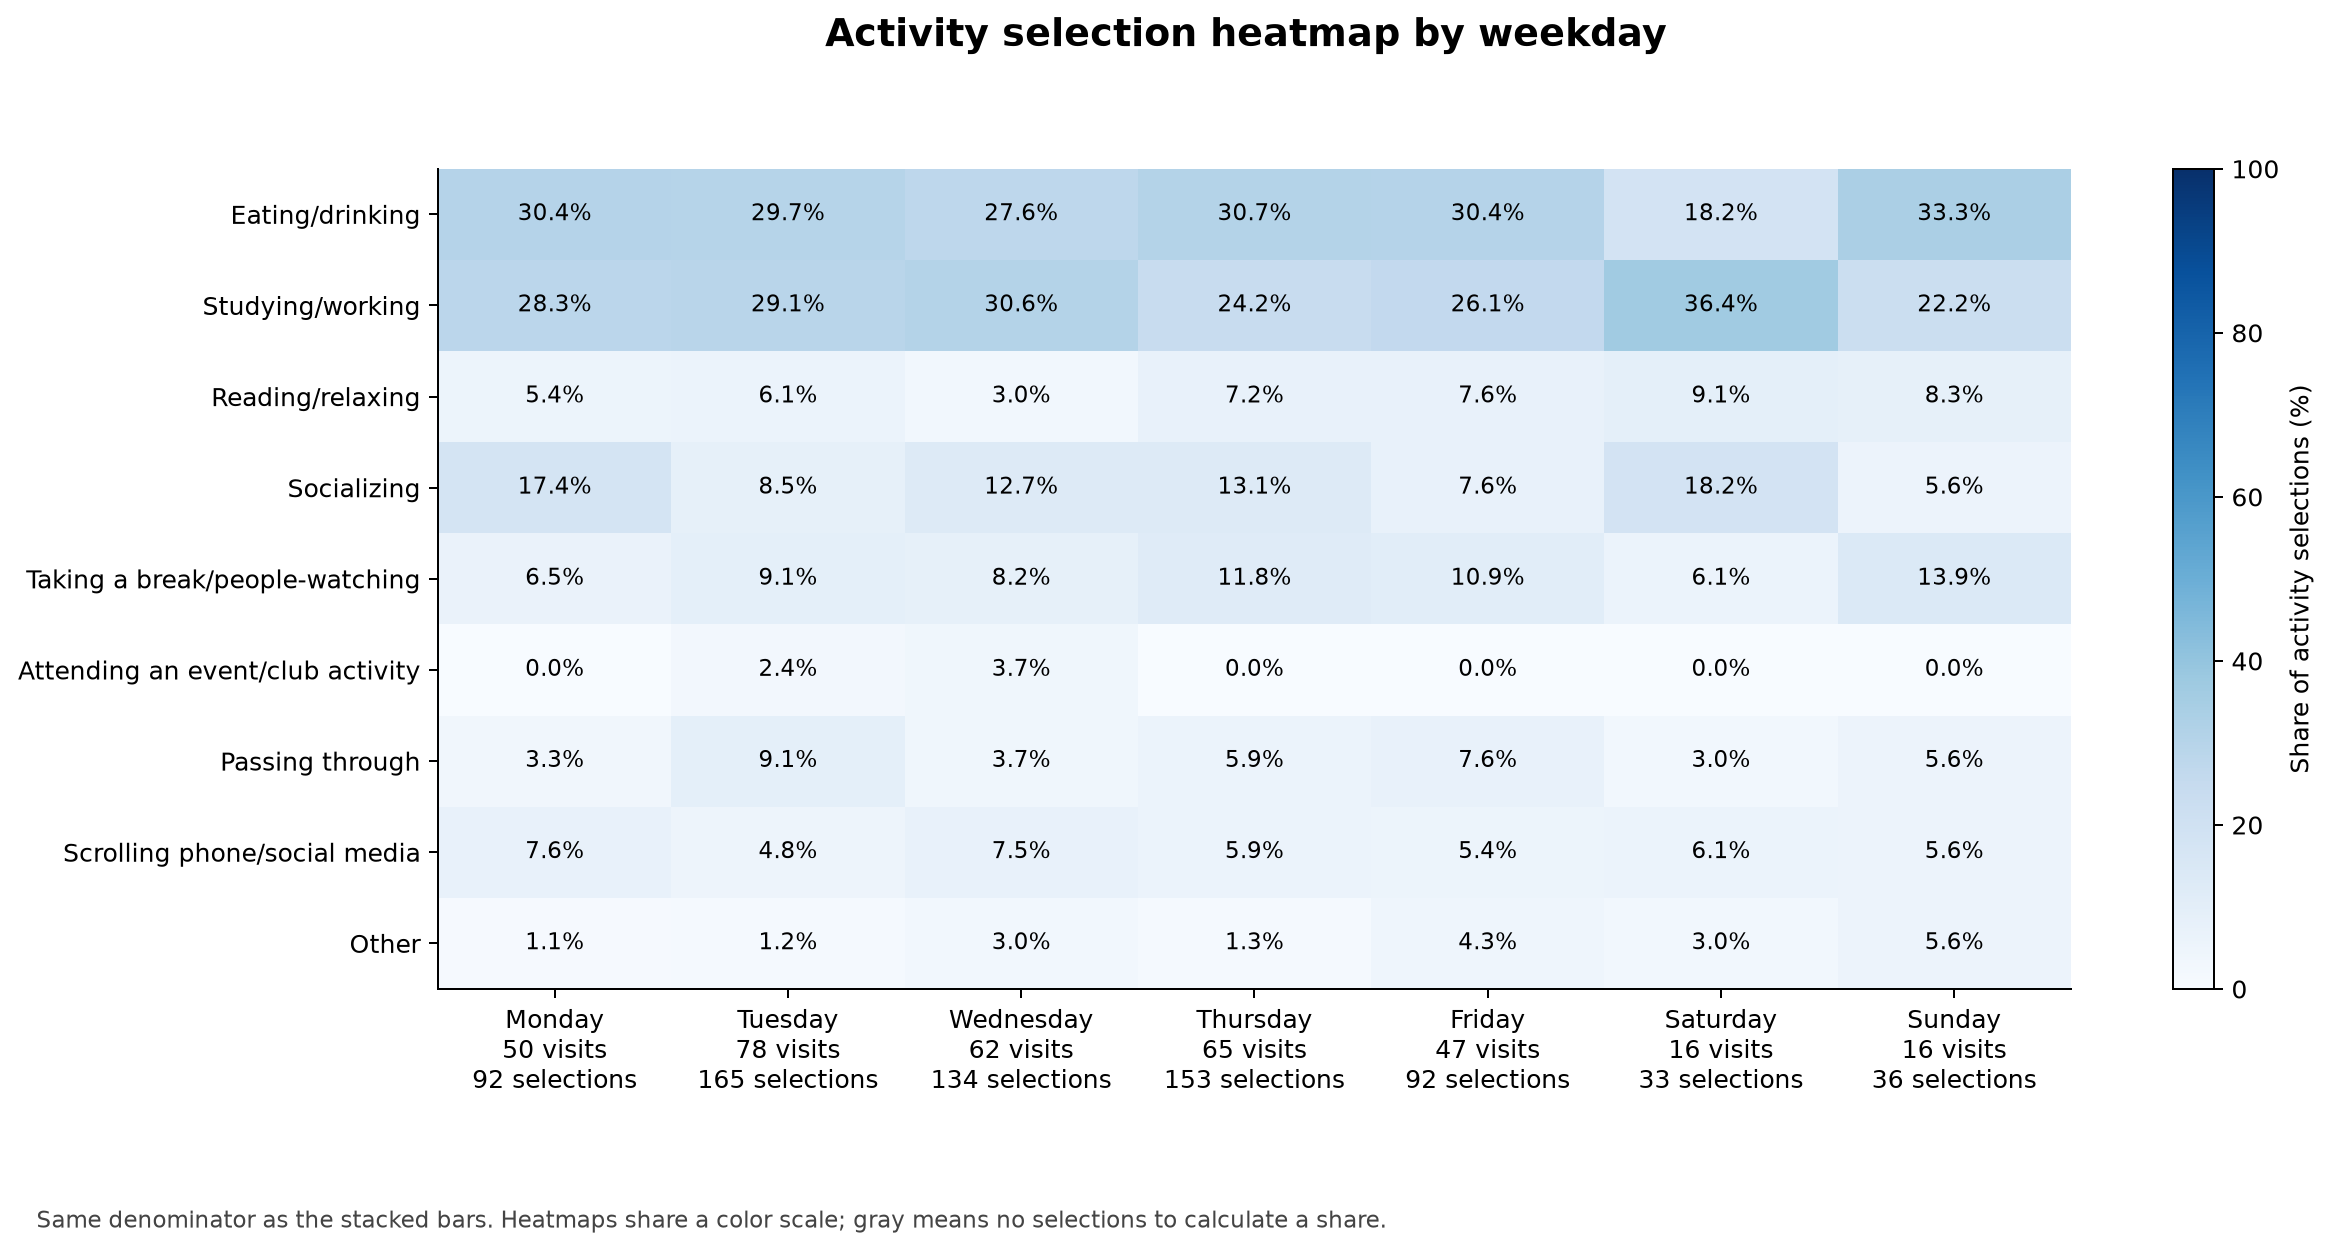 Activity selection heatmap by weekday
Eating/drinking 30.4% 29.7% 27.6% 30.7% 30.4% 18.2% 33.3%
Studying/working 28.3% 29.1% 30.6% 24.2% 26.1% 36.4% 22.2%
Reading/relaxing 5.4% 6.1% 3.0% 7.2% 7.6% 9.1% 8.3%
Socializing 17.4% 8.5% 12.7% 13.1% 7.6% 18.2% 5.6%
Taking a break/people-watching 6.5% 9.1% 8.2% 11.8% 10.9% 6.1% 13.9%
Attending an event/club activity 0.0% 2.4% 3.7% 0.0% 0.0% 0.0% 0.0%
Passing through 3.3% 9.1% 3.7% 5.9% 7.6% 3.0% 5.6%
Scrolling phone/social media 7.6% 4.8% 7.5% 5.9% 5.4% 6.1% 5.6%
Other 1.1% 1.2% 3.0% 1.3% 4.3% 3.0% 5.6%
Monday Tuesday Wednesday Thursday Friday Saturday Sunday
50 visits 78 visits 62 visits 65 visits 47 visits 16 visits 16 visits
92 selections 165 selections 134 selections 153 selections 92 selections 33 selections 36 selections
100
80
60
40
20
0
Share of activity selections (%)
Same denominator as the stacked bars. Heatmaps share a color scale; gray means no selections to calculate a share.